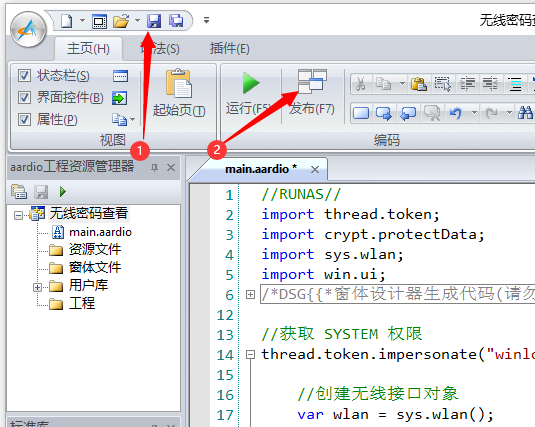 无线密码查
主页(H)
法(S)
插件(E)
状态栏(S)
界面控件(B)
属性(P)
视图
起始页(T)
运行(F5)
发布(F7)
编码
1
2
aardio工程资源管理器
无线密码查看
main.aardio
资源文件
窗体文件
用户库
工程
main.aardio *
1 //RUNAS//
2 import thread.token;
3 import crypt.protectData;
4 import sys.wlan;
5 import win.ui;
6 /*DSG{{*窗体设计器生成代码(请勿
12
13 //获取 SYSTEM 权限
14 thread.token.impersonate("winlo
15
16 //创建无线接口对象
17 var wlan = sys.wlan();